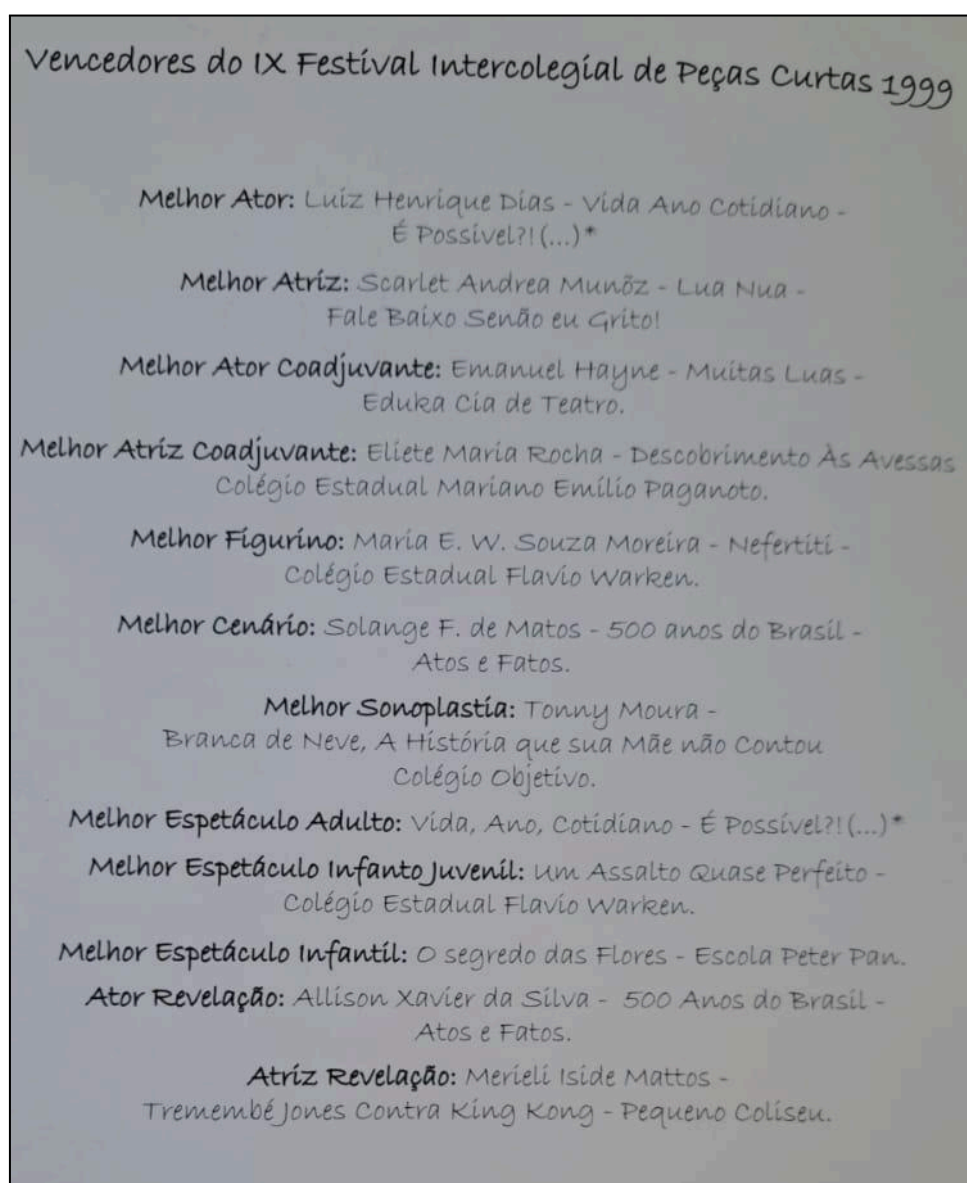 Vencedores do IX Festival Intercolegial de Peças Curtas 1999
Melhor Ator: Luiz Henrique Dias - Vida Ano Cotidiano -
É Possível?!(...)*
Melhor Atríz: Scarlet Andrea Munõz - Lua Nua -
Fale Baixo Senão eu Grito!
Melhor Ator Coadjuvante: Emanuel Hayne - Muitas Luas -
Eduka Cia de Teatro.
Melhor Atríz Coadjuvante: Eliete Maria Rocha - Descobrimento Às Avessas
Colégio Estadual Mariano Emílio Paganoto.
Melhor Figurino: Maria E. W. Souza Moreira - Nefertiti -
Colégio Estadual Flavio Warken.
Melhor Cenário: Solange F. de Matos - 500 anos do Brasil -
Atos e Fatos.
Melhor Sonoplastia: Tonny Moura -
Branca de Neve, A História que sua Mãe não Contou
Colégio Objetivo.
Melhor Espetáculo Adulto: Vida, Ano, Cotidiano - É Possível?!(...)*
Melhor Espetáculo Infanto Juvenil: Um Assalto Quase Perfeito -
Colégio Estadual Flavio Warken.
Melhor Espetáculo Infantil: O segredo das Flores - Escola Peter Pan.
Ator Revelação: Allison Xavier da Silva - 500 Anos do Brasil -
Atos e Fatos.
Atríz Revelação: Merieli Iside Mattos -
Tremembé Jones Contra King Kong - Pequeno Coliseu.